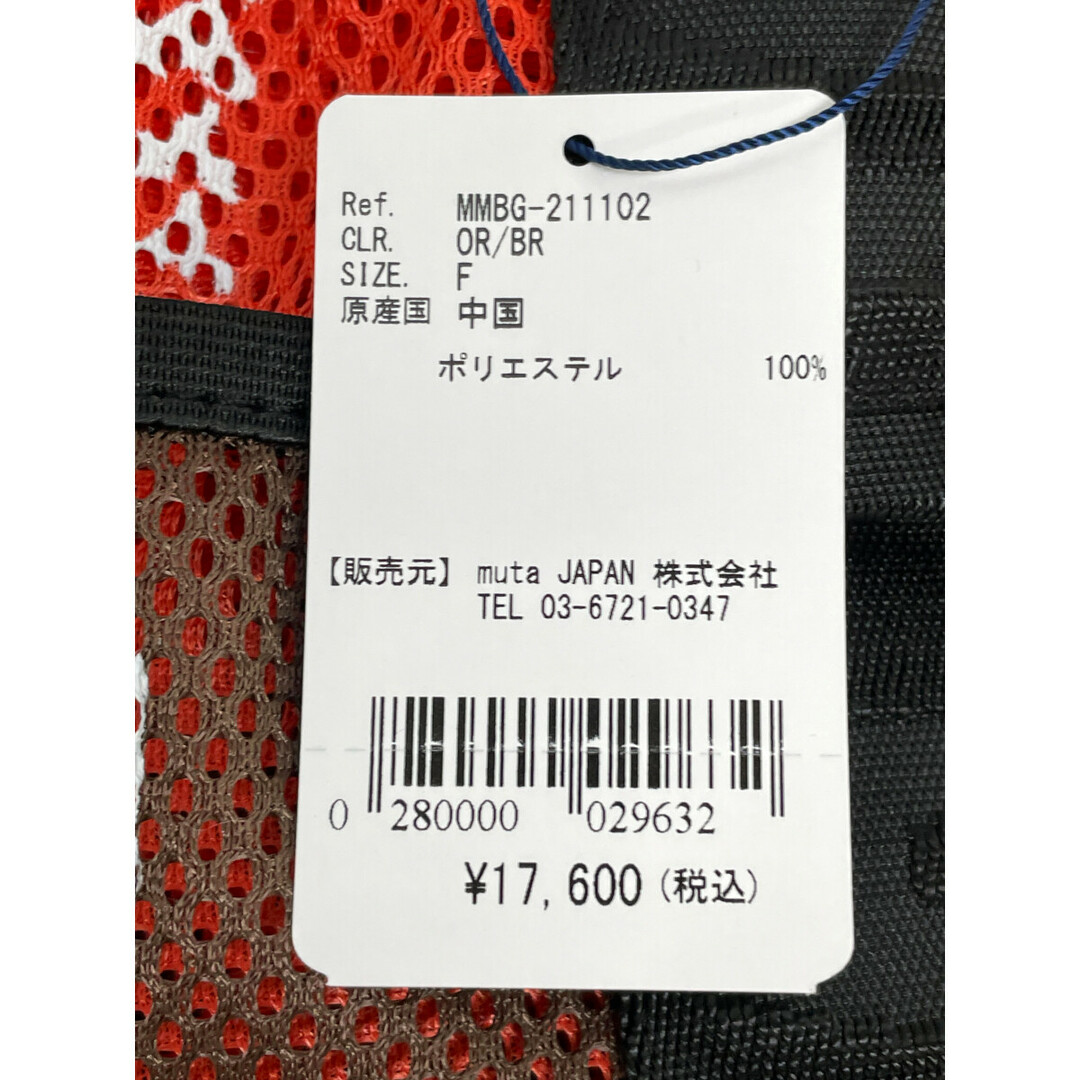 Ref. MMBG-211102
CLR. OR/BR
SIZE. F
原産国 中国
ポリエステル 100%
【販売元】 muta JAPAN 株式会社
TEL 03-6721-0347
0 280000 029632
¥17,600(税込)